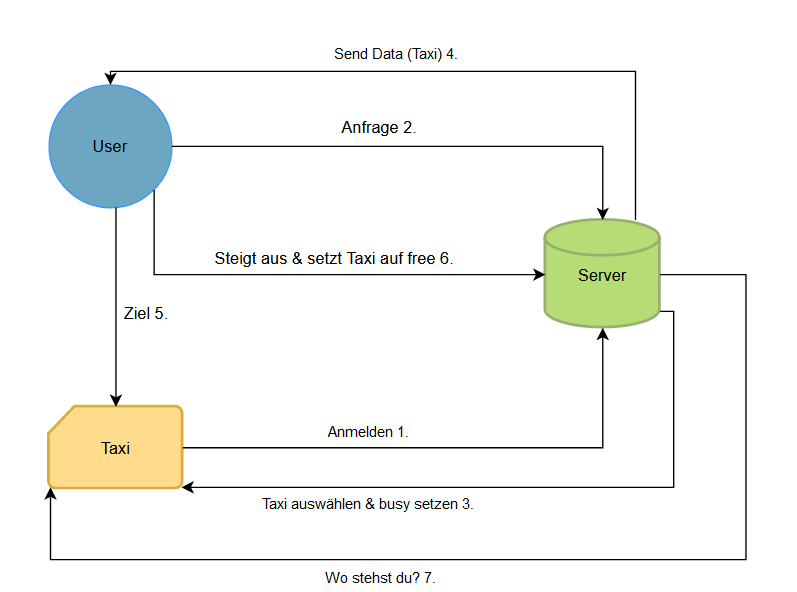 Send Data (Taxi) 4.
Anfrage 2.
User
Steigt aus & setzt Taxi auf free 6.
Server
Ziel 5.
Anmelden 1.
Taxi
Taxi auswählen & busy setzen 3.
Wo stehst du? 7.